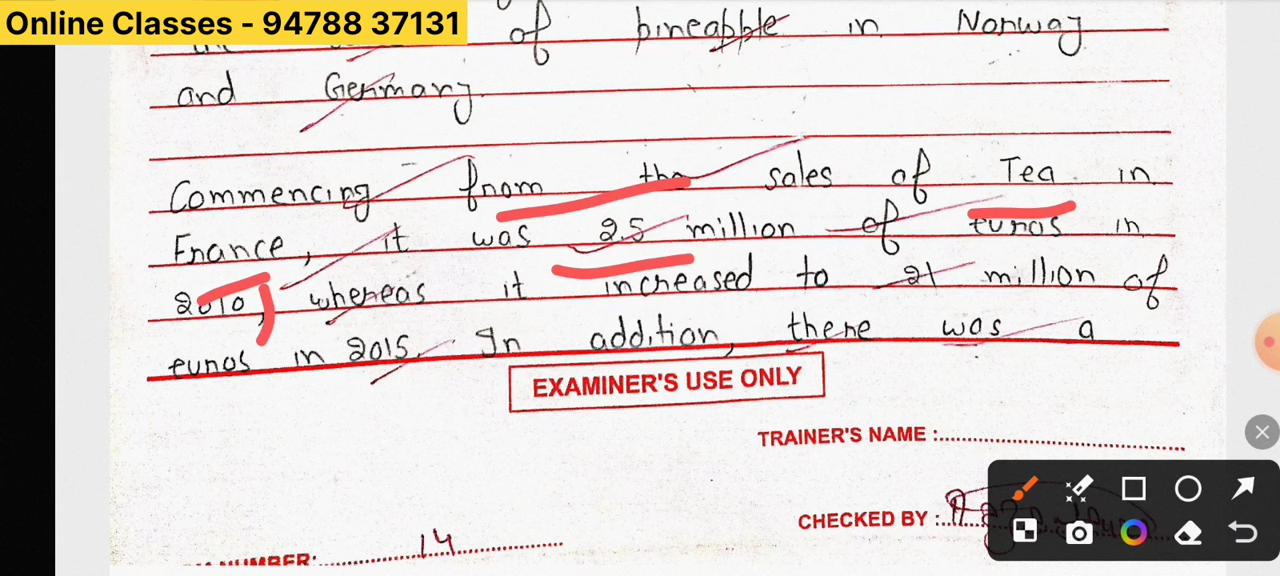 Online Classes - 94788 37131
of pineapple in Norway
and Germany.
Commencing from the sales of Tea in
France, it was 25 million of euros in
2010, whereas it increased to 21 million of
euros in 2015. In addition, there was a
EXAMINER'S USE ONLY
TRAINER'S NAME :
CHECKED BY :
NUMBER: 14